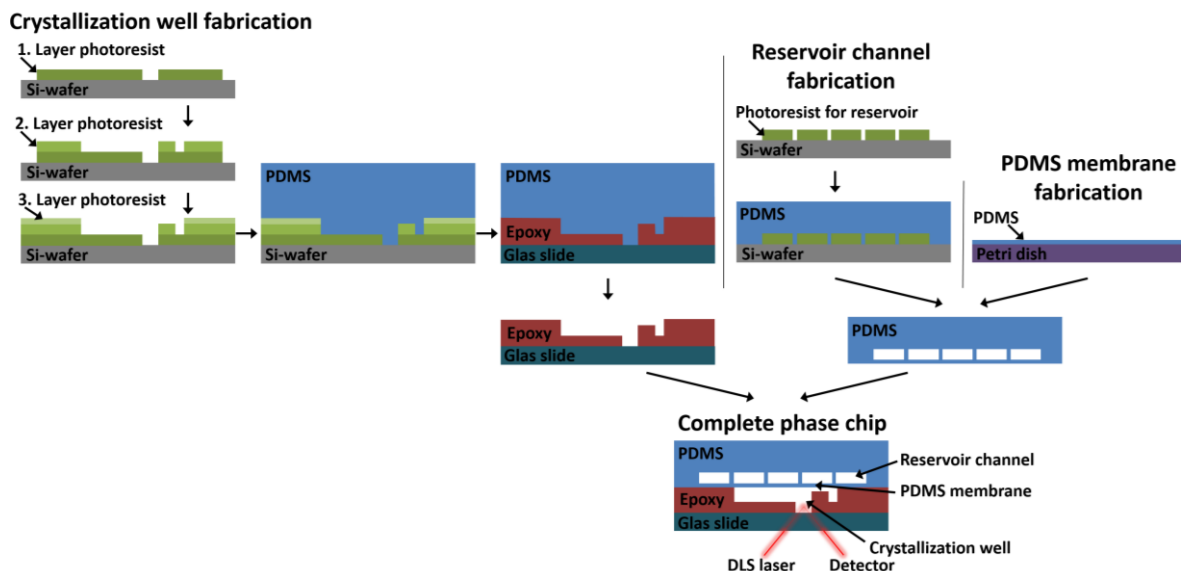 Crystallization well fabrication
1. Layer photoresist
Si-wafer
2. Layer photoresist
Si-wafer
3. Layer photoresist
Si-wafer
PDMS
Si-wafer
PDMS
Epoxy
Glas slide
Epoxy
Glas slide
Reservoir channel
fabrication
Photoresist for reservoir
Si-wafer
PDMS
Si-wafer
PDMS membrane
fabrication
PDMS
Petri dish
PDMS
Complete phase chip
PDMS
Reservoir channel
PDMS membrane
Epoxy
Glas slide
Crystallization well
DLS laser
Detector